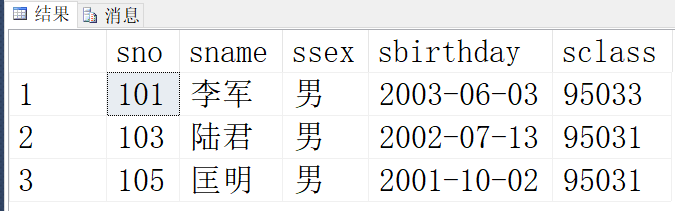 结果 消息
sno sname ssex sbirthday sclass
1 101 李军 男 2003-06-03 95033
2 103 陆君 男 2002-07-13 95031
3 105 匡明 男 2001-10-02 95031